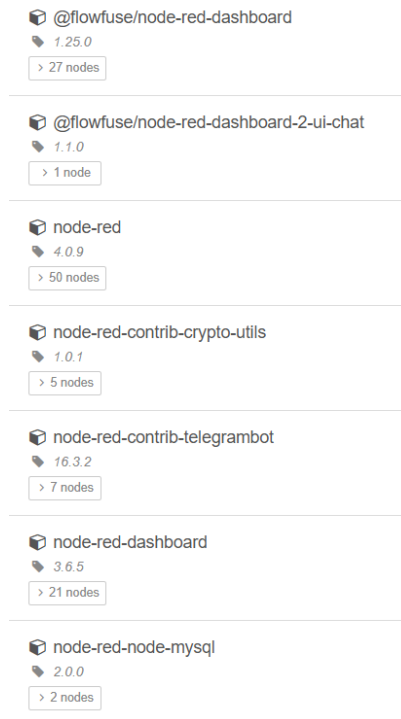 @flowfuse/node-red-dashboard
1.25.0
> 27 nodes
@flowfuse/node-red-dashboard-2-ui-chat
1.1.0
> 1 node
node-red
4.0.9
> 50 nodes
node-red-contrib-crypto-utils
1.0.1
> 5 nodes
node-red-contrib-telegrambot
16.3.2
> 7 nodes
node-red-dashboard
3.6.5
> 21 nodes
node-red-node-mysql
2.0.0
> 2 nodes